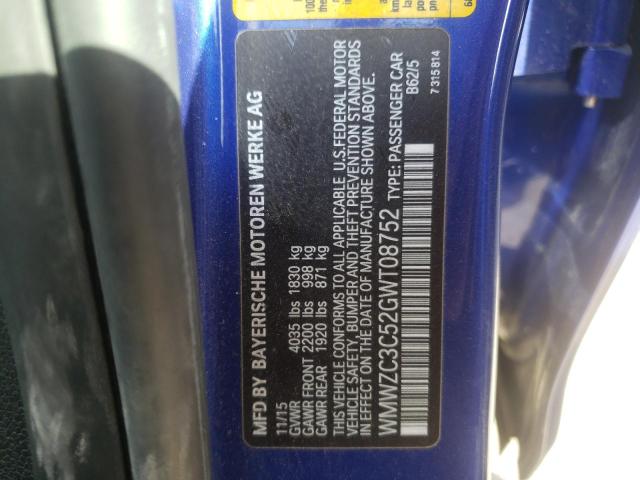 MFD BY BAYERISCHE MOTOREN WERKE AG
11/15
GVWR 4035 lbs 1830 kg
GAWR FRONT 2200 lbs 998 kg
GAWR REAR 1920 lbs 871 kg
THIS VEHICLE CONFORMS TO ALL APPLICABLE U.S.FEDERAL MOTOR
VEHICLE SAFETY, BUMPER AND THEFT PREVENTION STANDARDS
IN EFFECT ON THE DATE OF MANUFACTURE SHOWN ABOVE.
WMWZC3C52GWT08752 TYPE: PASSENGER CAR
B62/5
7 315 814